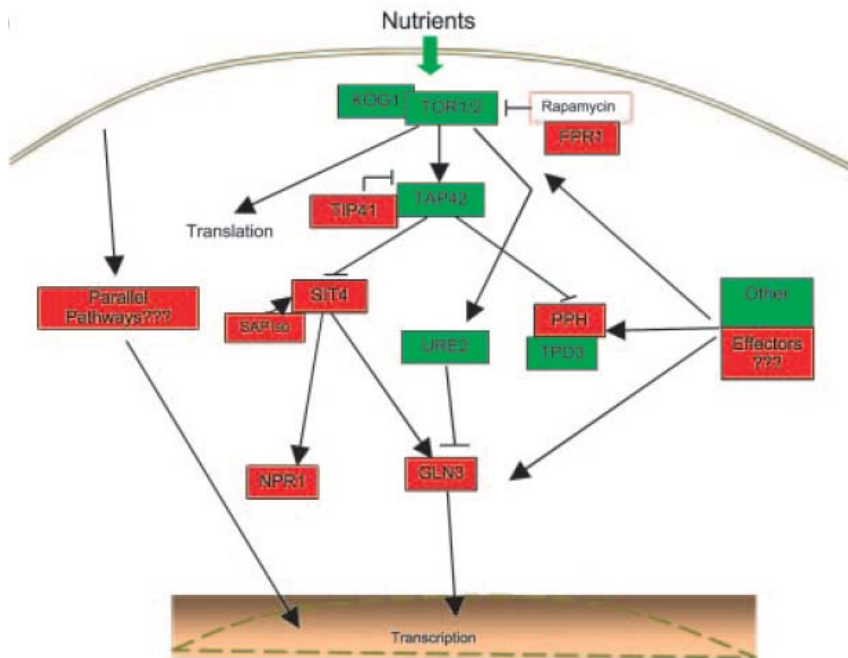 Nutrients
KOG1
TOR1/2
Rapamycin
FPR1
TIP41
TAP42
Translation
Parallel
Pathways???
SIT4
SAPs
URE2
PPH
TPD3
Other
Effectors
???
NPR1
GLN3
Transcription